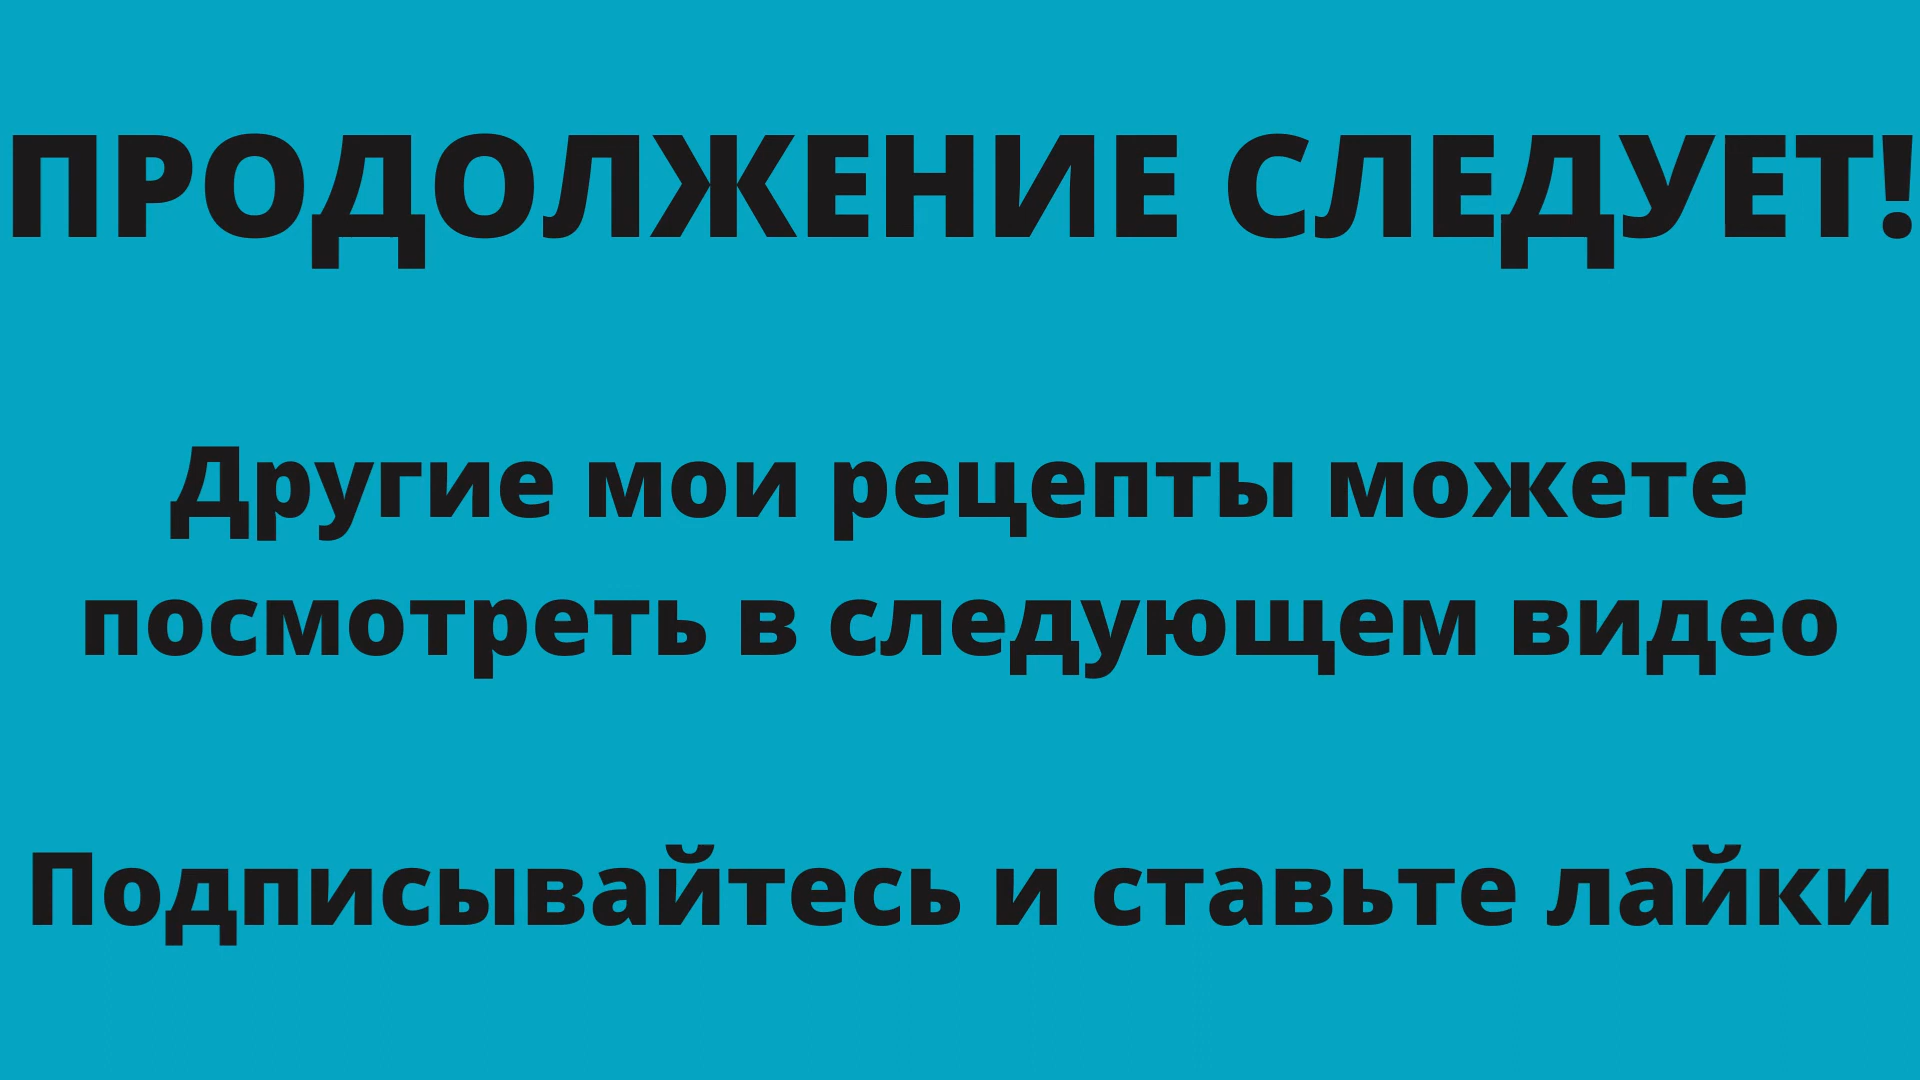 ПРОДОЛЖЕНИЕ СЛЕДУЕТ!
Другие мои рецепты можете
посмотреть в следующем видео
Подписывайтесь и ставьте лайки